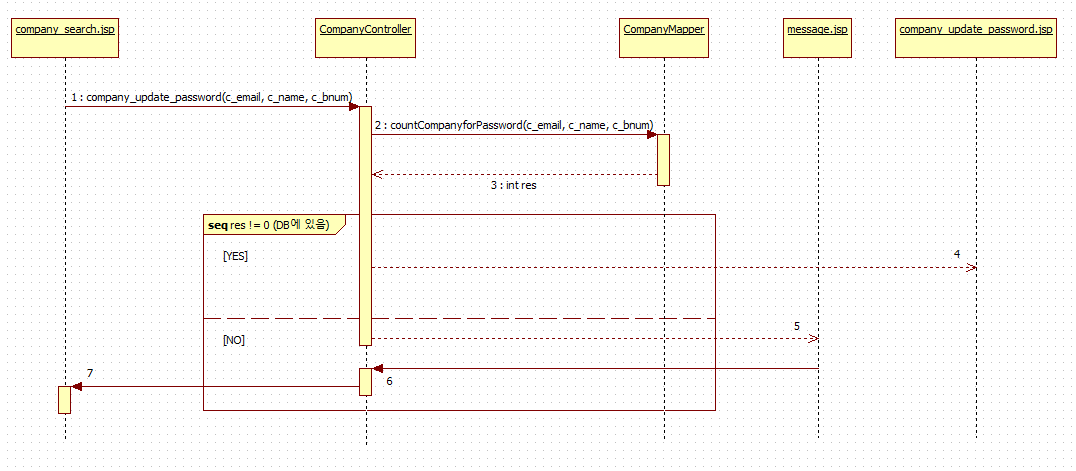 company_search.jsp
CompanyController
CompanyMapper
message.jsp
company_update_password.jsp
1 : company_update_password(c_email, c_name, c_bnum)
2 : countCompanyforPassword(c_email, c_name, c_bnum)
3 : int res
seq res != 0 (DB에 있음)
[YES]
4
[NO]
5
6
7